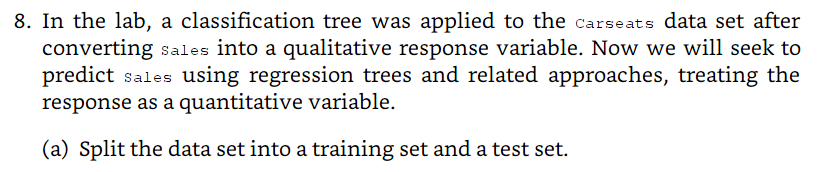 8. In the lab, a classification tree was applied to the Carseats data set after
converting Sales into a qualitative response variable. Now we will seek to
predict Sales using regression trees and related approaches, treating the
response as a quantitative variable.
(a) Split the data set into a training set and a test set.